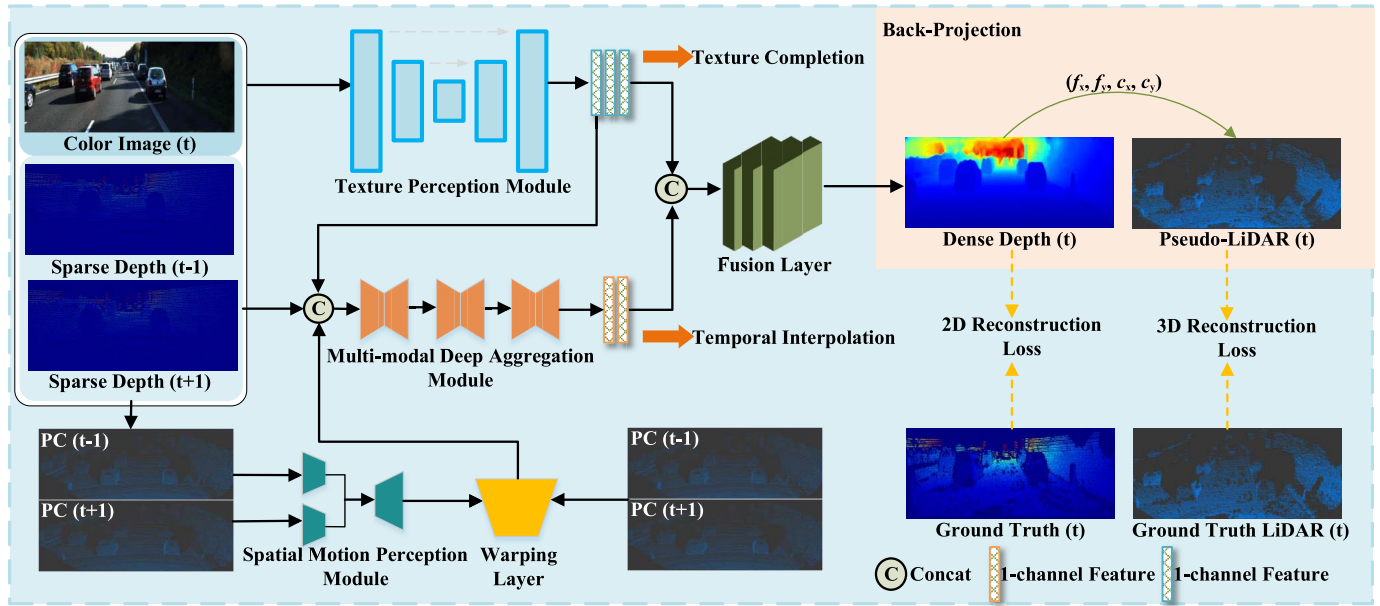 Color Image (t)
Sparse Depth (t-1)
Sparse Depth (t+1)
Texture Perception Module
Texture Completion
C
Fusion Layer
C
Multi-modal Deep Aggregation
Module
Temporal Interpolation
PC (t-1)
PC (t+1)
Spatial Motion Perception
Module
Warping
Layer
PC (t-1)
PC (t+1)
Back-Projection
(fx, fy, cx, cy)
Dense Depth (t)
Pseudo-LiDAR (t)
2D Reconstruction
Loss
3D Reconstruction
Loss
Ground Truth (t)
Ground Truth LiDAR (t)
C Concat
1-channel Feature
1-channel Feature